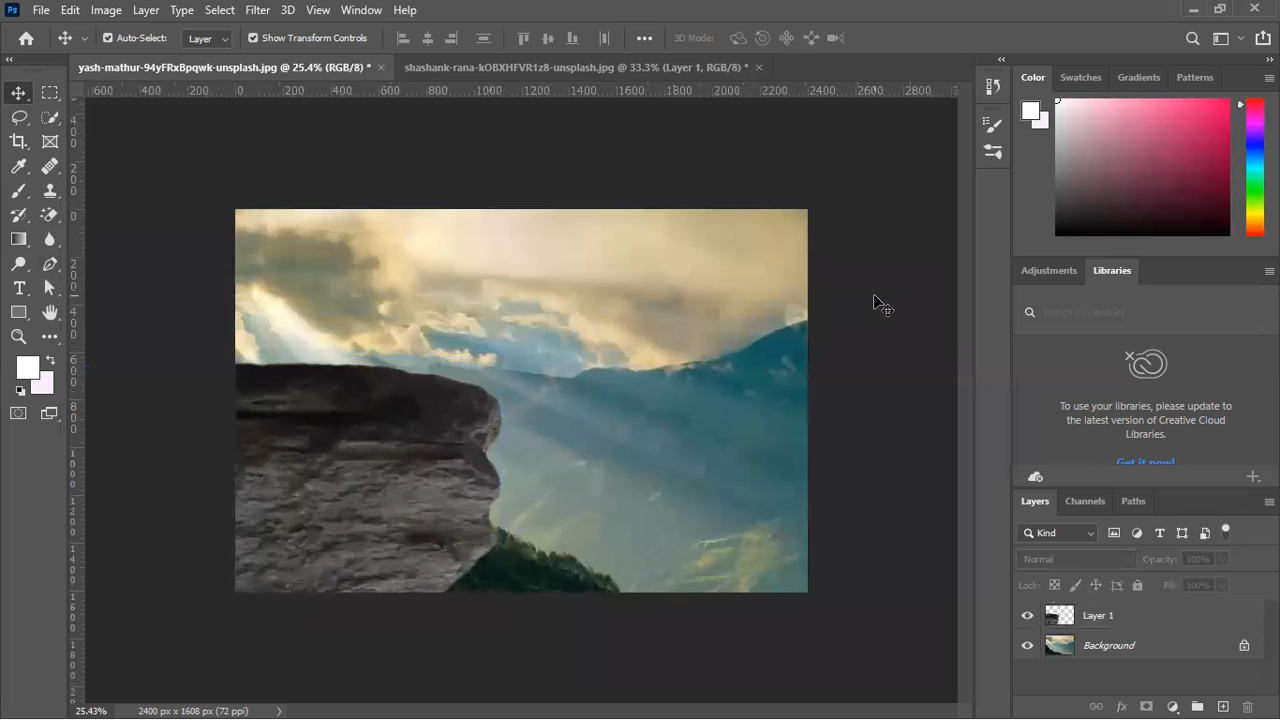 Ps File Edit Image Layer Type Select Filter 3D View Window Help
Auto-Select: Layer Show Transform Controls 3D Mode:
yash-mathur-94yFRxBpqwk-unsplash.jpg @ 25.4% (RGB/8) * shashank-rana-kOBXHFVR1z8-unsplash.jpg @ 33.3% (Layer 1, RGB/8) *
600 400 200 0 200 400 600 800 1000 1200 1400 1600 1800 2000 2200 2400 2600 2800
Color Swatches Gradients Patterns
Adjustments Libraries
To use your libraries, please update to
the latest version of Creative Cloud
Libraries.
Get it now!
Layers Channels Paths
Kind
Normal Opacity: 100%
Lock: Fill: 100%
Layer 1
Background
25.43% 2400 px x 1608 px (72 ppi)